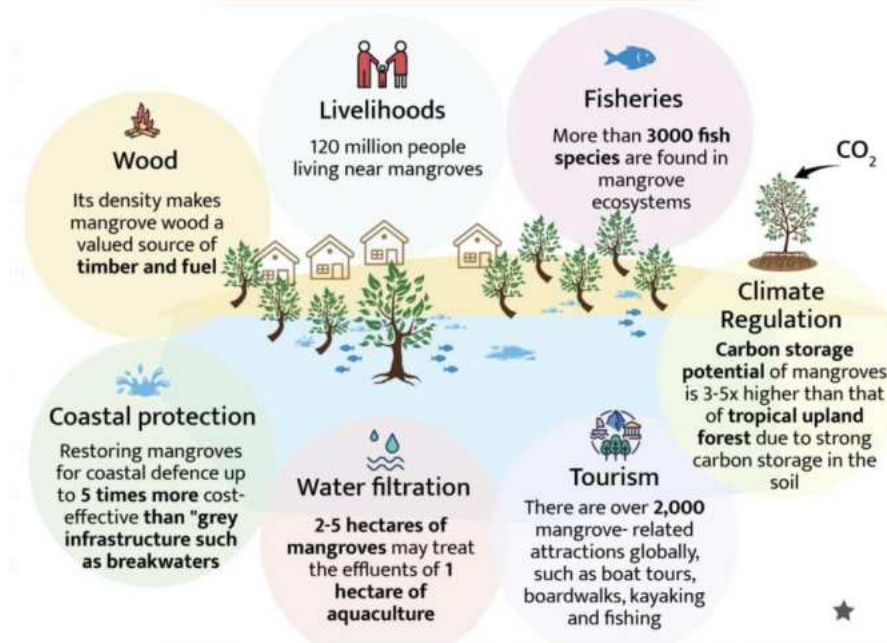 Livelihoods
120 million people
living near mangroves
Fisheries
More than 3000 fish
species are found in
mangrove
ecosystems
Wood
Its density makes
mangrove wood a
valued source of
timber and fuel
CO₂
Climate
Regulation
Carbon storage
potential of mangroves
is 3-5x higher than that
of tropical upland
forest due to strong
carbon storage in the
soil
Coastal protection
Restoring mangroves
for coastal defence up
to 5 times more cost-
effective than "grey
infrastructure such
as breakwaters
Water filtration
2-5 hectares of
mangroves may treat
the effluents of 1
hectare of
aquaculture
Tourism
There are over 2,000
mangrove- related
attractions globally,
such as boat tours,
boardwalks, kayaking
and fishing